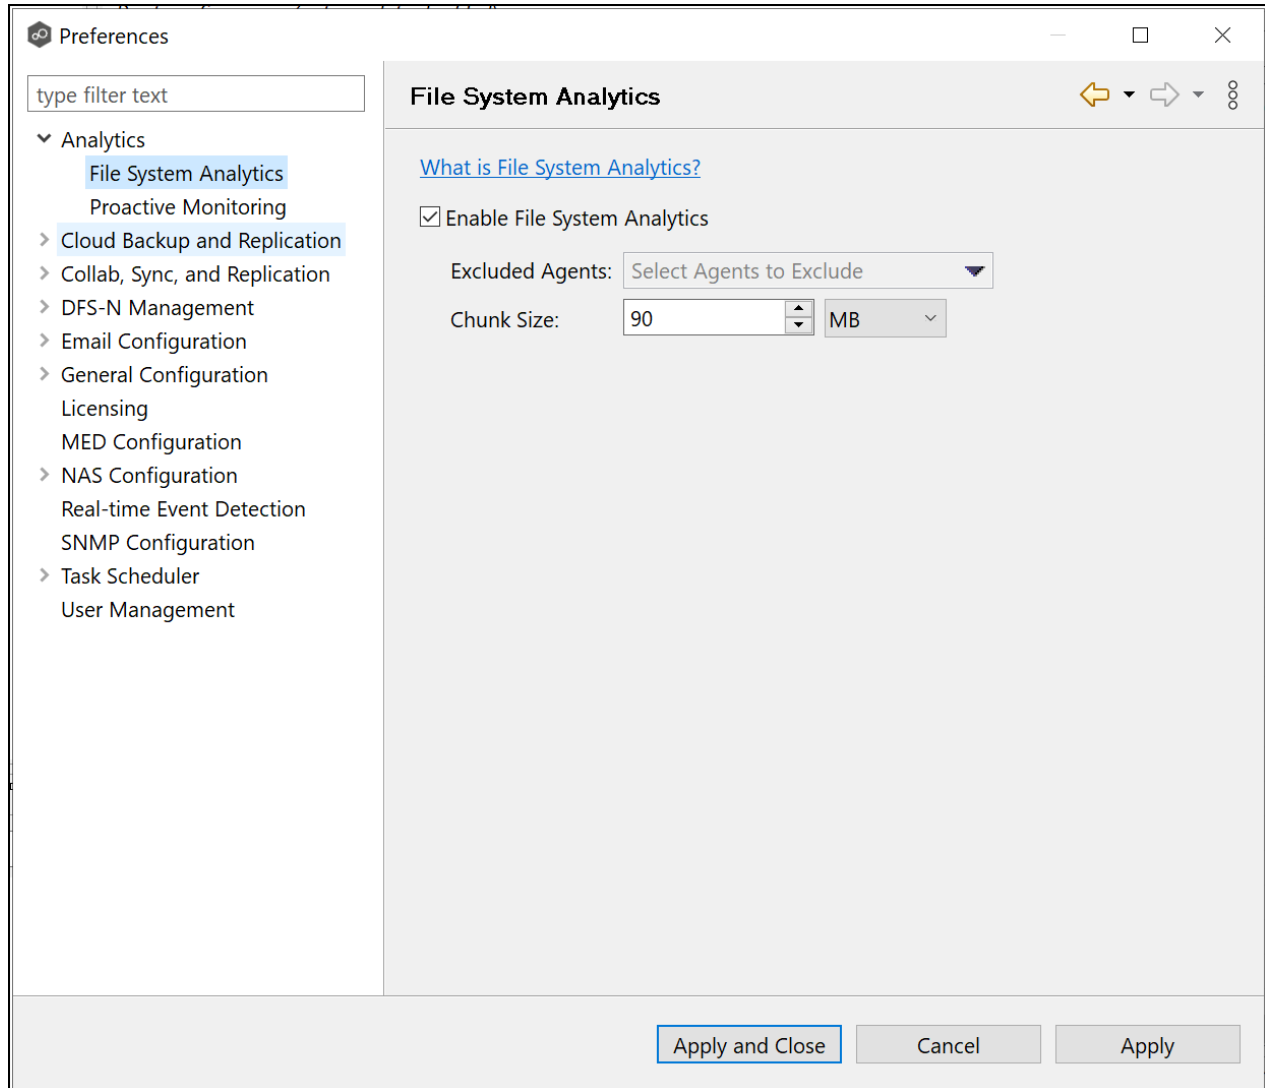 Preferences
type filter text
Analytics
File System Analytics
Proactive Monitoring
Cloud Backup and Replication
Collab, Sync, and Replication
DFS-N Management
Email Configuration
General Configuration
Licensing
MED Configuration
NAS Configuration
Real-time Event Detection
SNMP Configuration
Task Scheduler
User Management
File System Analytics
What is File System Analytics?
Enable File System Analytics
Excluded Agents: Select Agents to Exclude
Chunk Size: 90 MB
Apply and Close Cancel Apply